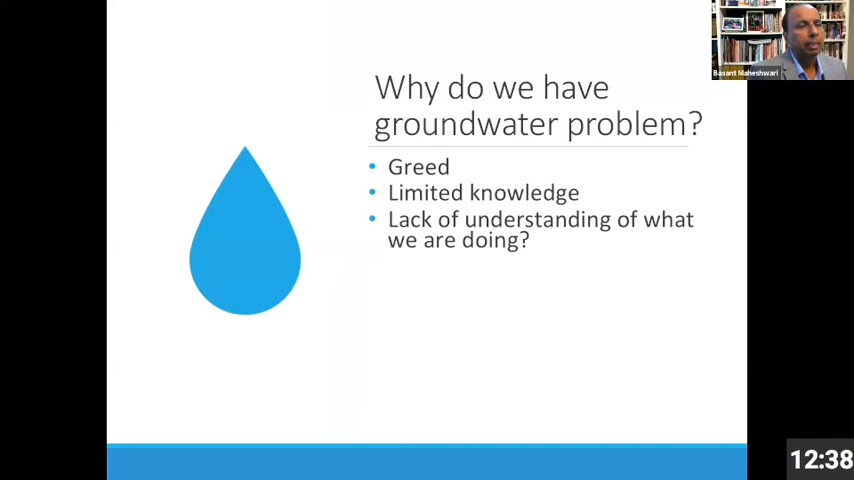 Basant Maheshwari
Why do we have
groundwater problem?
• Greed
• Limited knowledge
• Lack of understanding of what
we are doing?
12:38